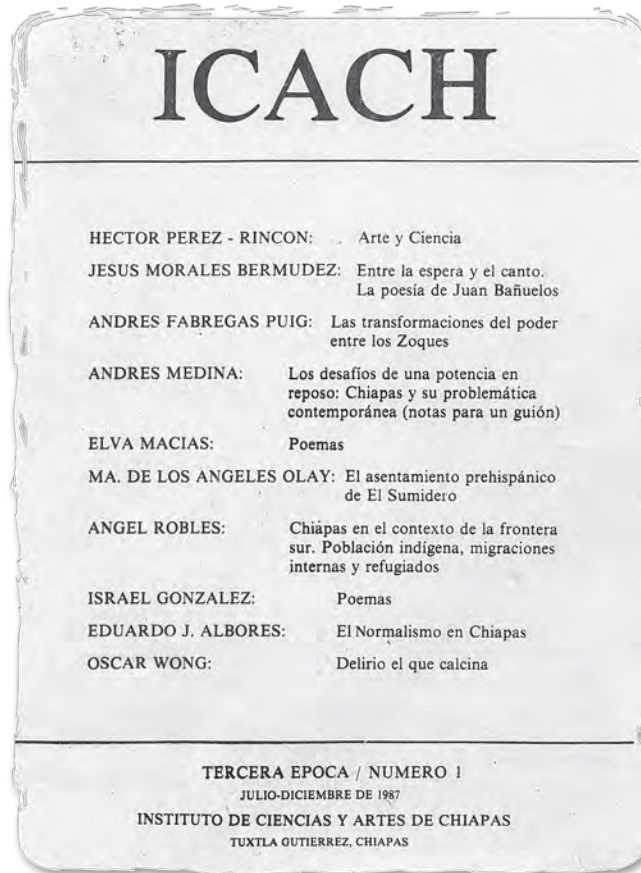 ICACH
HECTOR PEREZ - RINCON: Arte y Ciencia
JESUS MORALES BERMUDEZ: Entre la espera y el canto.
La poesía de Juan Bañuelos
ANDRES FABREGAS PUIG: Las transformaciones del poder
entre los Zoques
ANDRES MEDINA: Los desafíos de una potencia en
reposo: Chiapas y su problemática
contemporánea (notas para un guión)
ELVA MACIAS: Poemas
MA. DE LOS ANGELES OLAY: El asentamiento prehispánico
de El Sumidero
ANGEL ROBLES: Chiapas en el contexto de la frontera
sur. Población indígena, migraciones
internas y refugiados
ISRAEL GONZALEZ: Poemas
EDUARDO J. ALBORES: El Normalismo en Chiapas
OSCAR WONG: Delirio el que calcina
TERCERA EPOCA / NUMERO 1
JULIO-DICIEMBRE DE 1987
INSTITUTO DE CIENCIAS Y ARTES DE CHIAPAS
TUXTLA GUTIERREZ, CHIAPAS